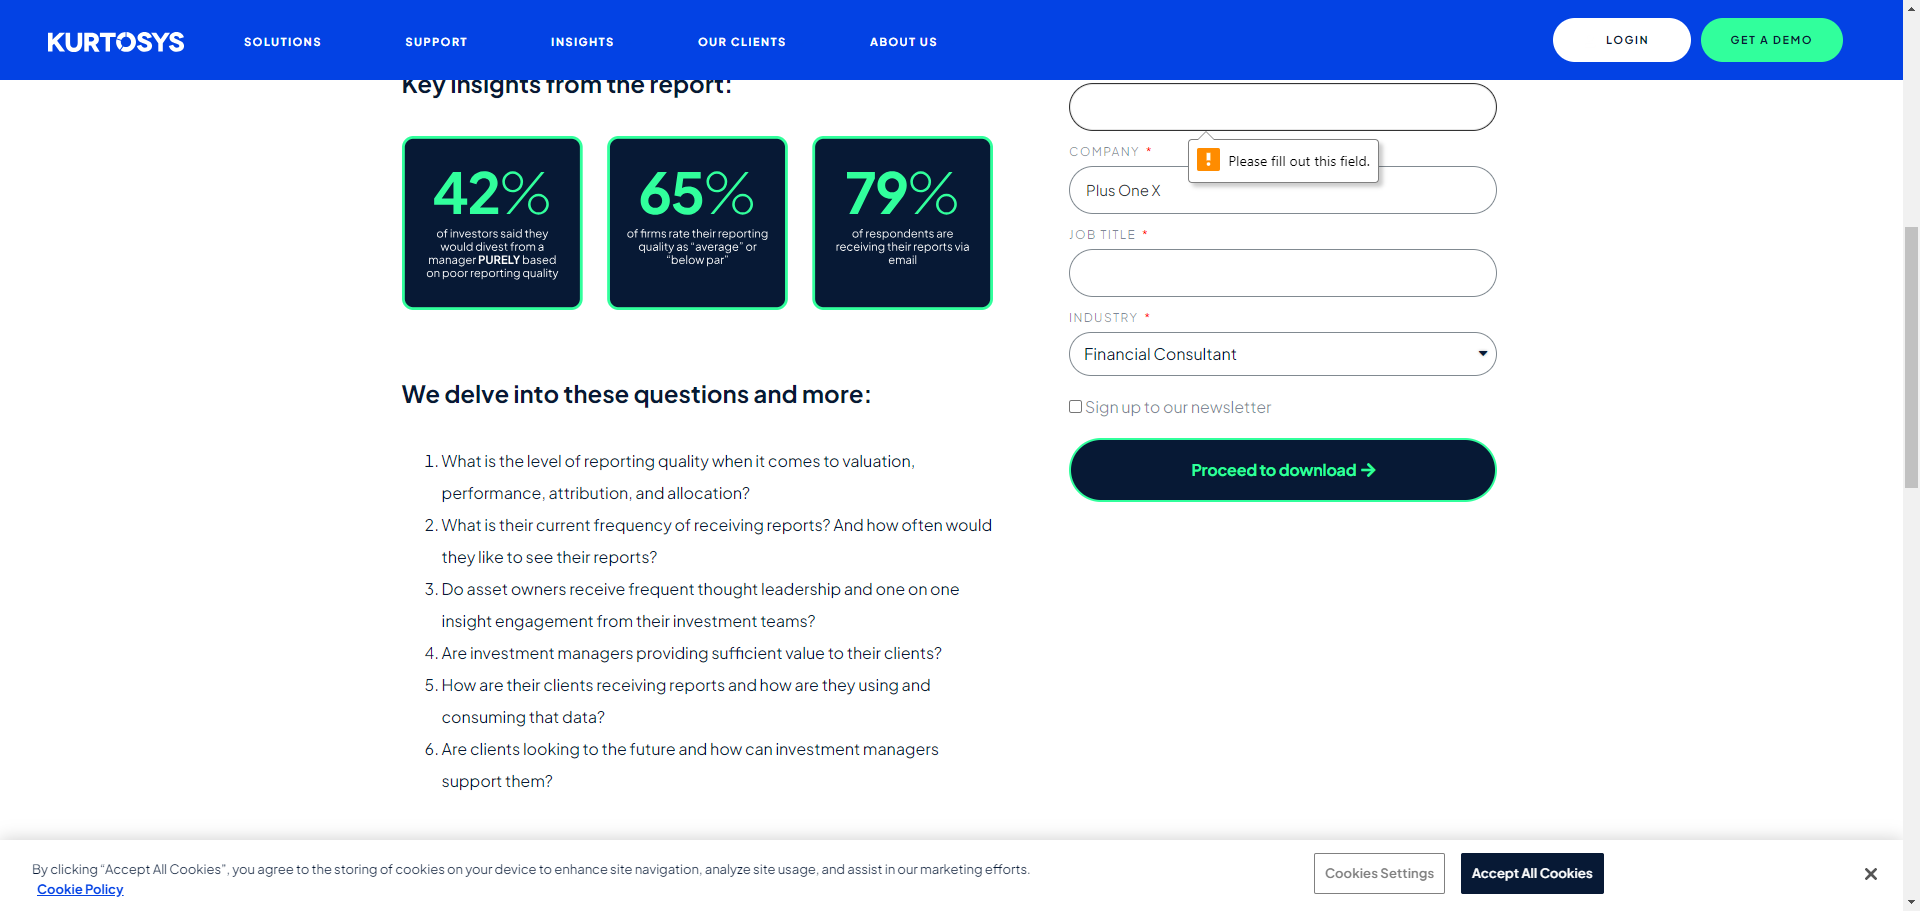 KURTOSYS
SOLUTIONS
SUPPORT
INSIGHTS
OUR CLIENTS
ABOUT US
LOGIN
GET A DEMO
Key insights from the report:
42%
of investors said they
would divest from a
manager PURELY based
on poor reporting quality
65%
of firms rate their reporting
quality as “average” or
“below par”
79%
of respondents are
receiving their reports via
email
We delve into these questions and more:
1. What is the level of reporting quality when it comes to valuation,
performance, attribution, and allocation?
2. What is their current frequency of receiving reports? And how often would
they like to see their reports?
3. Do asset owners receive frequent thought leadership and one on one
insight engagement from their investment teams?
4. Are investment managers providing sufficient value to their clients?
5. How are their clients receiving reports and how are they using and
consuming that data?
6. Are clients looking to the future and how can investment managers
support them?
COMPANY *
Please fill out this field.
Plus One X
JOB TITLE *
INDUSTRY *
Financial Consultant
Sign up to our newsletter
Proceed to download →
By clicking “Accept All Cookies”, you agree to the storing of cookies on your device to enhance site navigation, analyze site usage, and assist in our marketing efforts.
Cookie Policy
Cookies Settings
Accept All Cookies